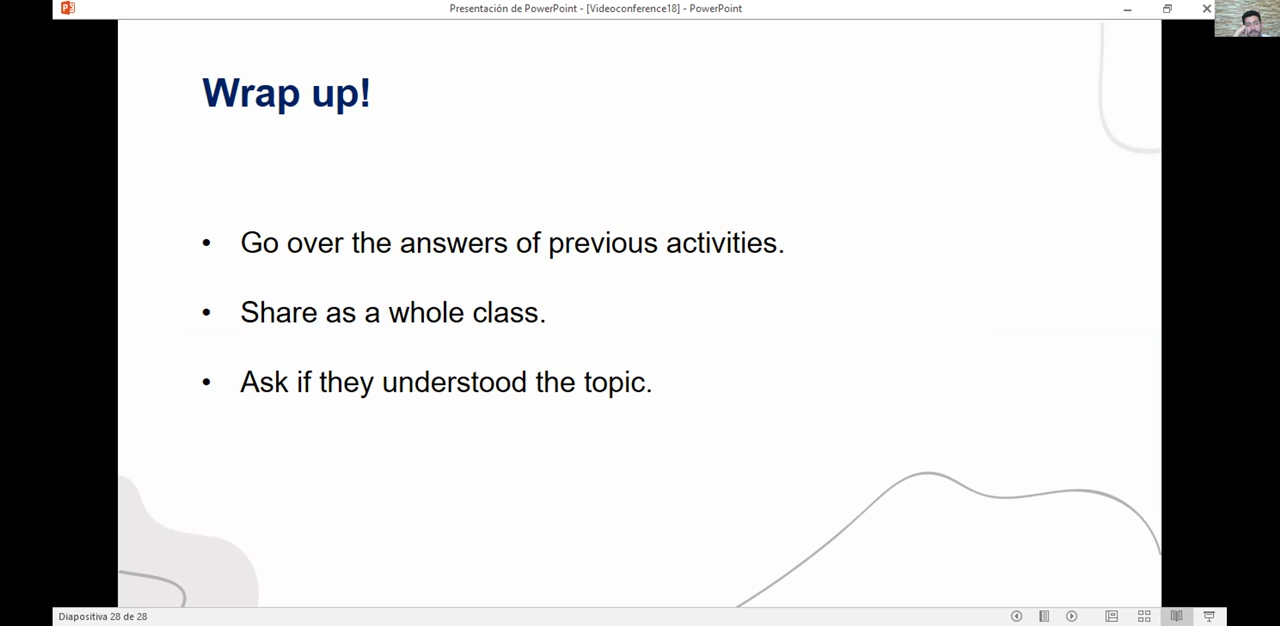 Presentación de PowerPoint - [Videoconference18] - PowerPoint
Wrap up!
• Go over the answers of previous activities.
• Share as a whole class.
• Ask if they understood the topic.
Diapositiva 28 de 28